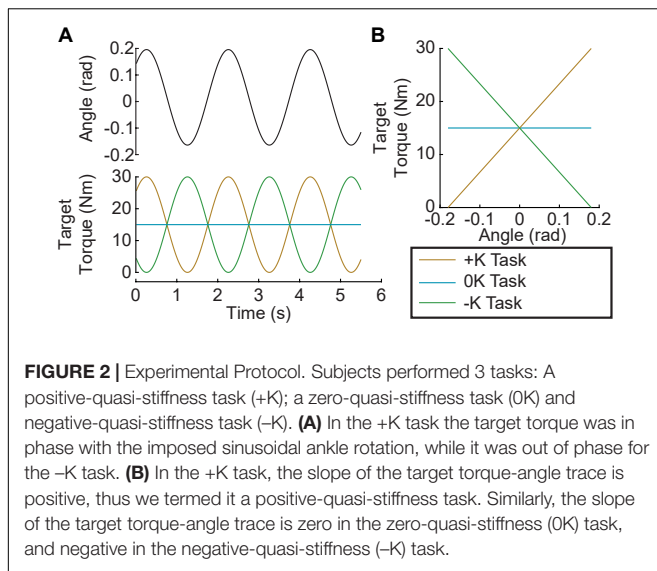 A
0.2
0.1
0
-0.1
-0.2
Angle (rad)
30
20
10
0
Target
Torque (Nm)
0 1 2 3 4 5 6
Time (s)
B
30
20
10
0
Target
Torque (Nm)
-0.2 -0.1 0 0.1 0.2
Angle (rad)
+K Task
0K Task
-K Task
FIGURE 2 | Experimental Protocol. Subjects performed 3 tasks: A
positive-quasi-stiffness task (+K); a zero-quasi-stiffness task (0K) and
negative-quasi-stiffness task (–K). (A) In the +K task the target torque was in
phase with the imposed sinusoidal ankle rotation, while it was out of phase for
the –K task. (B) In the +K task, the slope of the target torque-angle trace is
positive, thus we termed it a positive-quasi-stiffness task. Similarly, the slope
of the target torque-angle trace is zero in the zero-quasi-stiffness (0K) task,
and negative in the negative-quasi-stiffness (–K) task.